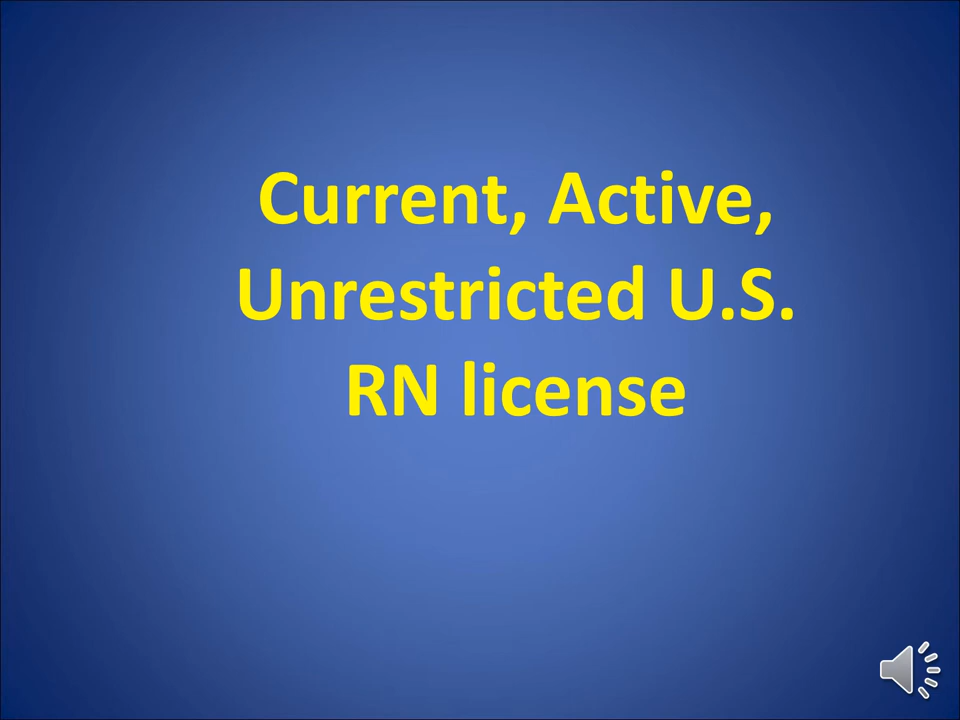 Current, Active,
Unrestricted U.S.
RN license